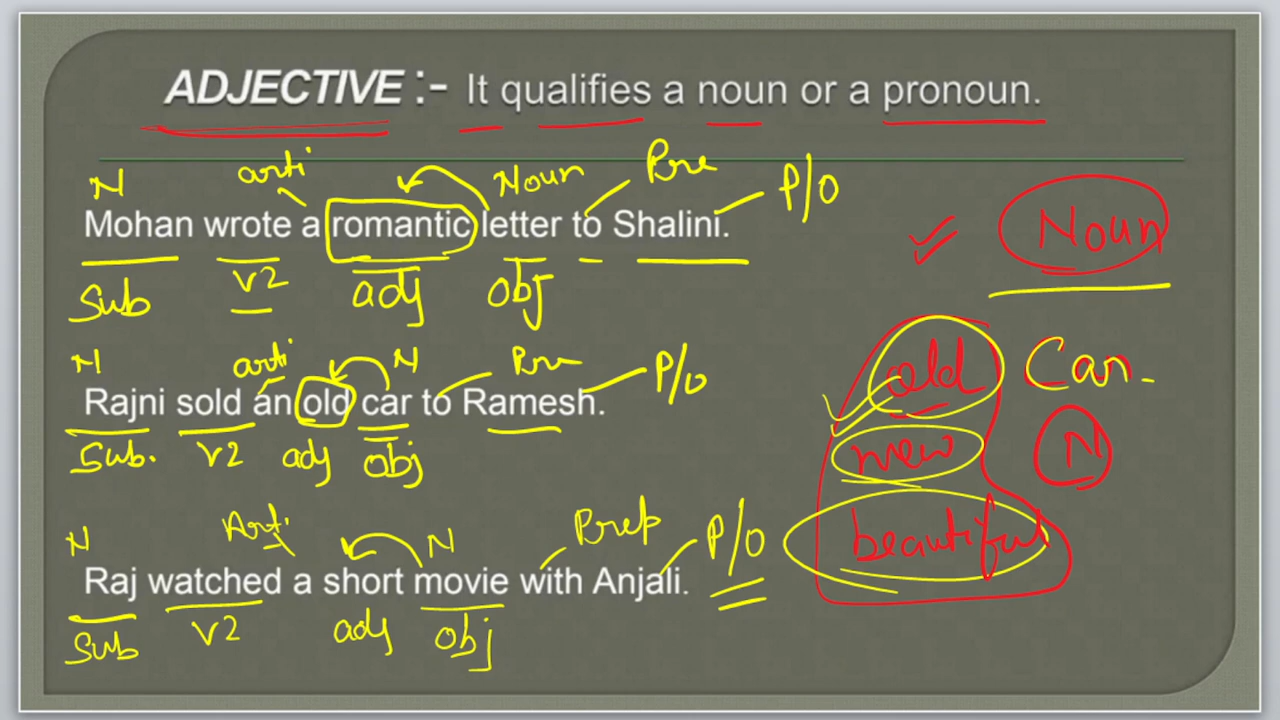 ADJECTIVE :- It qualifies a noun or a pronoun.
N arti Noun Pre P/O
Mohan wrote a romantic letter to Shalini.
Sub v2 adj obj
Noun
N arti N Pre P/O
Rajni sold an old car to Ramesh.
Sub. v2 adj obj
old Car.
new N
beautiful
N Arti. N Prep P/O
Raj watched a short movie with Anjali.
Sub v2 adj obj